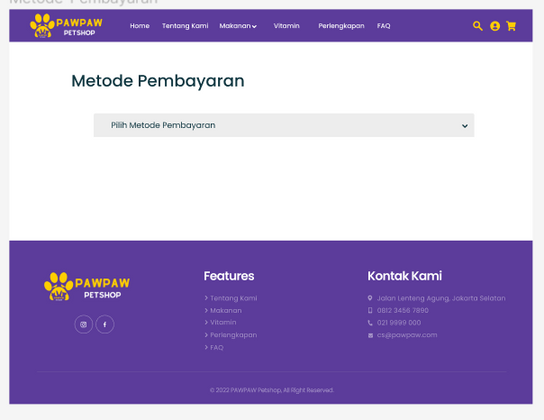 Metode Pembayaran
PAWPAW
PETSHOP
Home
Tentang Kami
Makanan
Vitamin
Perlengkapan
FAQ
Metode Pembayaran
Pilih Metode Pembayaran
PAWPAW
PETSHOP
Features
Tentang Kami
Makanan
Vitamin
Perlengkapan
FAQ
Kontak Kami
Jalan Lenteng Agung, Jakarta Selatan
0812 3456 7890
021 9999 000
cs@pawpaw.com
© 2022 PAWPAW Petshop, All Right Reserved.